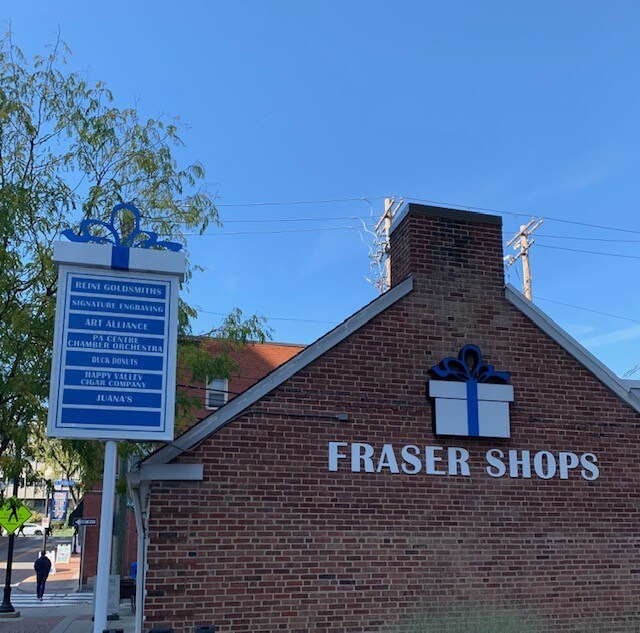 REINI GOLDSMITHS
SIGNATURE ENGRAVING
ART ALLIANCE
PA CENTRE
CHAMBER ORCHESTRA
DUCK DONUTS
HAPPY VALLEY
CIGAR COMPANY
JUANA'S
FRASER SHOPS